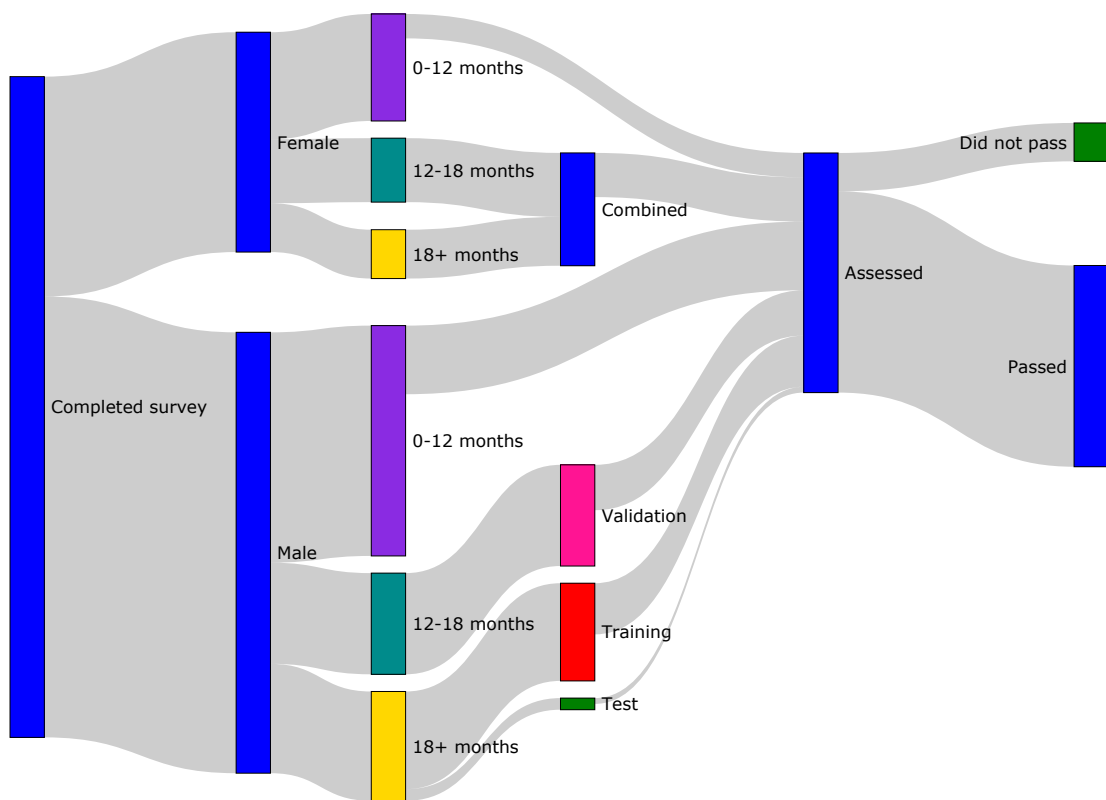 Completed survey
Female
Male
0-12 months
12-18 months
18+ months
0-12 months
12-18 months
18+ months
Combined
Validation
Training
Test
Assessed
Did not pass
Passed